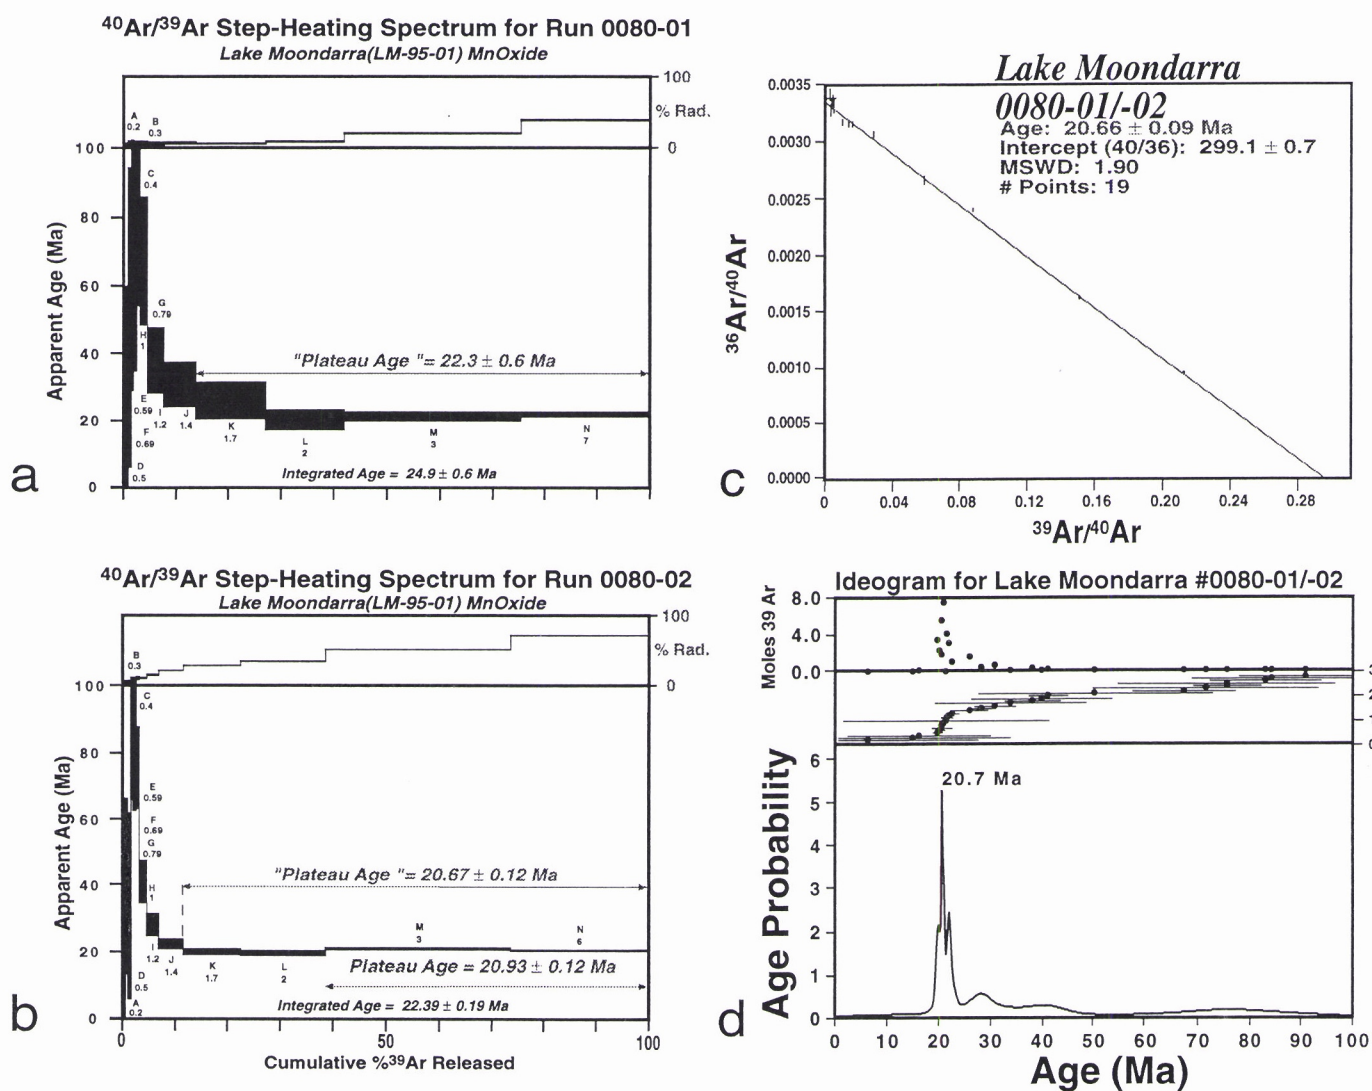 ⁴⁰Ar/³⁹Ar Step-Heating Spectrum for Run 0080-01
Lake Moondarra(LM-95-01) MnOxide
100
% Rad.
0
A
0.2
B
0.3
100
C
0.4
80
60
G
0.79
H
1
40
"Plateau Age "= 22.3 ± 0.6 Ma
E
0.59
I
1.2
J
1.4
K
1.7
20
F
0.69
L
2
M
3
N
7
D
0.5
Integrated Age = 24.9 ± 0.6 Ma
0
Apparent Age (Ma)
a
⁴⁰Ar/³⁹Ar Step-Heating Spectrum for Run 0080-02
Lake Moondarra(LM-95-01) MnOxide
100
% Rad.
0
B
0.3
100
C
0.4
80
E
0.59
60
F
0.69
G
0.79
40
"Plateau Age "= 20.67 ± 0.12 Ma
H
1
M
3
N
6
20
I
1.2
J
1.4
K
1.7
L
2
Plateau Age = 20.93 ± 0.12 Ma
D
0.5
A
0.2
Integrated Age = 22.39 ± 0.19 Ma
0
Apparent Age (Ma)
b
0
100
Cumulative %³⁹Ar Released
Lake Moondarra
0080-01/-02
Age: 20.66 ± 0.09 Ma
Intercept (40/36): 299.1 ± 0.7
MSWD: 1.90
# Points: 19
0.0035
0.0030
0.0025
0.0020
0.0015
0.0010
0.0005
0.0000
³⁶Ar/⁴⁰Ar
c
0
0.04
0.08
0.12
0.16
0.20
0.24
0.28
³⁹Ar/⁴⁰Ar
Ideogram for Lake Moondarra #0080-01/-02
8.0
4.0
0.0
Moles 39 Ar
3
2
1
0
6
5
4
3
2
1
0
20.7 Ma
Age Probability
d
0 10 20 30 40 50 60 70 80 90 100
Age (Ma)